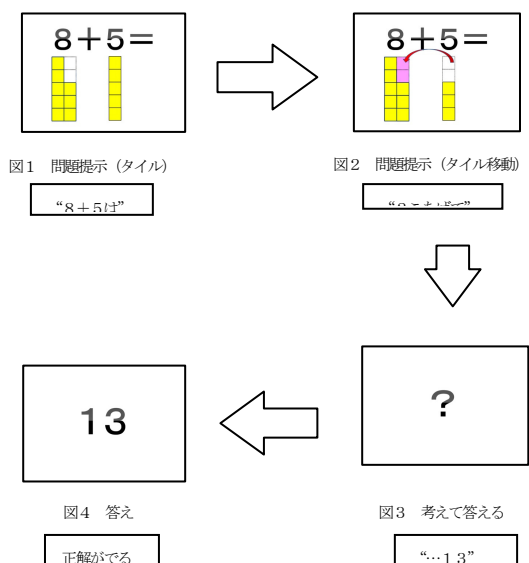 8＋5＝
8＋5＝
図1　問題提示（タイル）
図2　問題提示（タイル移動）
“8＋5は”
13
？
図4　答え
図3　考えて答える
正解がでる
“…13”